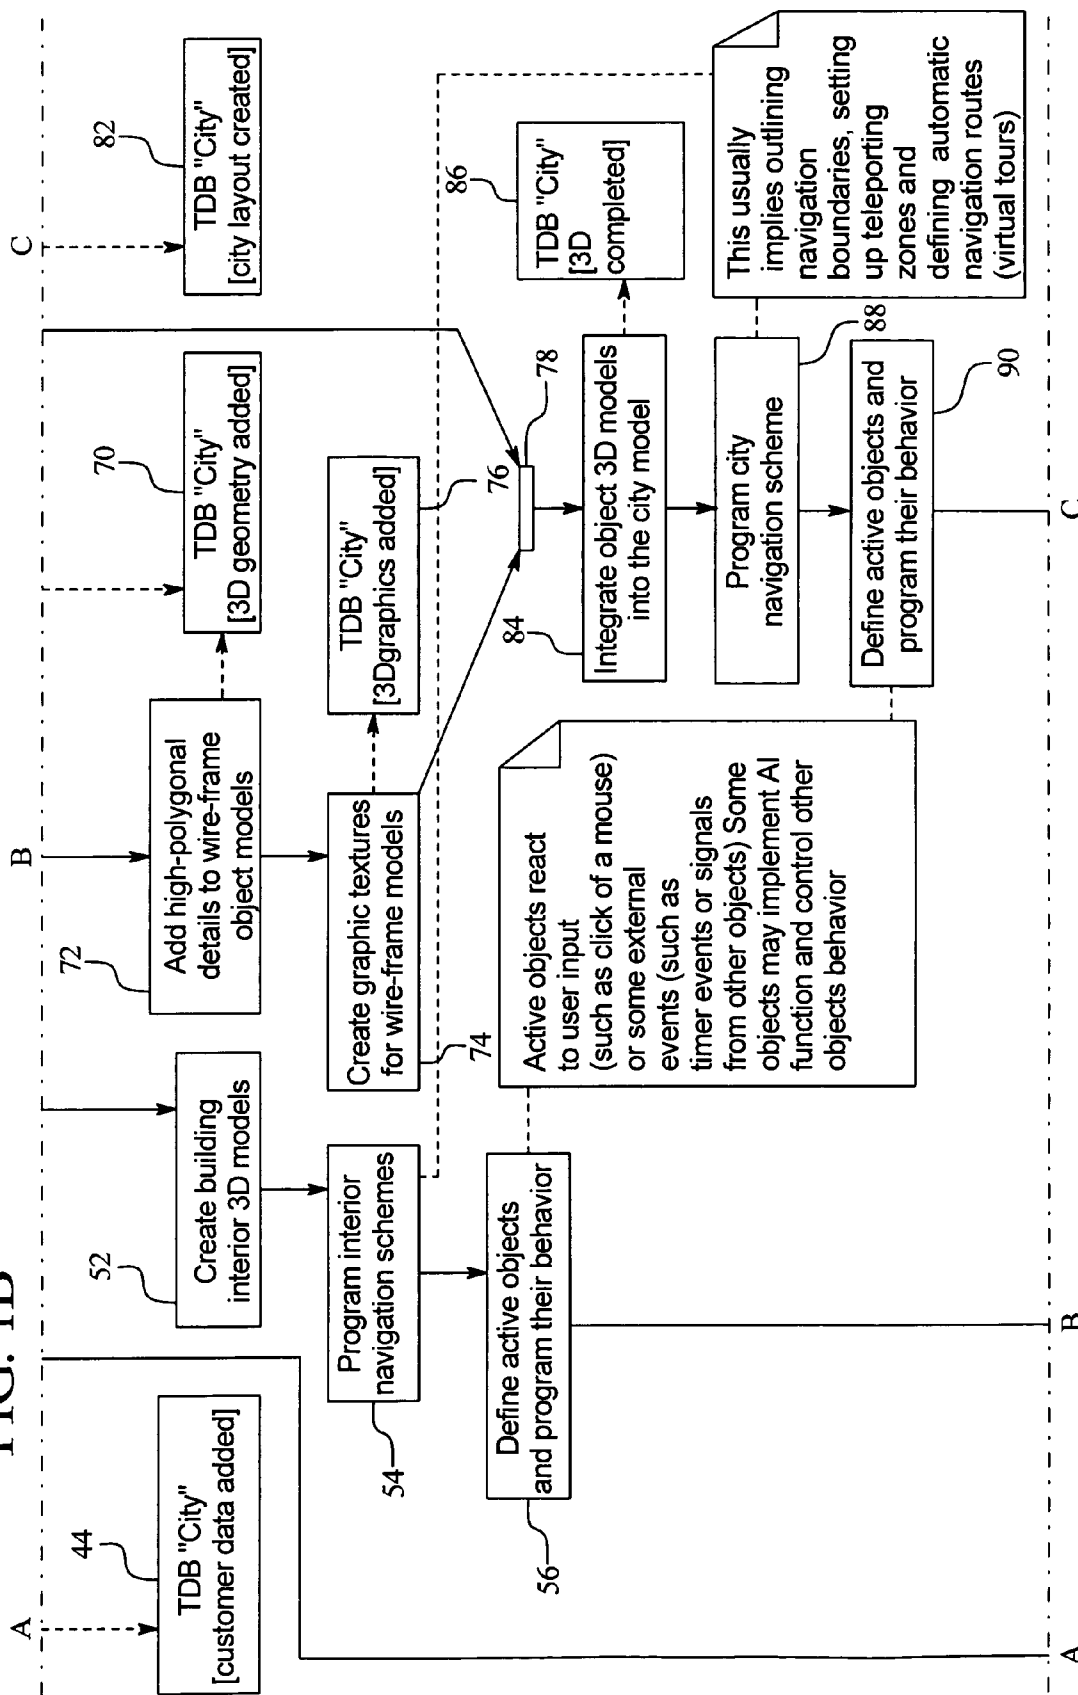 FIG. 1B
A
B
C
44
TDB "City"
[customer data added]
52
Create building
interior 3D models
72
Add high-polygonal
details to wire-frame
object models
70
TDB "City"
[3D geometry added]
82
TDB "City"
[city layout created]
Program interior
navigation schemes
54
Create graphic textures
for wire-frame models
74
TDB "City"
[3Dgraphics added]
76
78
86
TDB "City"
[3D
completed]
Define active objects
and program their behavior
56
Active objects react
to user input
(such as click of a mouse)
or some external
events (such as
timer events or signals
from other objects) Some
objects may implement AI
function and control other
objects behavior
84
Integrate object 3D models
into the city model
Program city
navigation scheme
88
This usually
implies outlining
navigation
boundaries, setting
up teleporting
zones and
defining automatic
navigation routes
(virtual tours)
Define active objects and
program their behavior
90
A
B
C